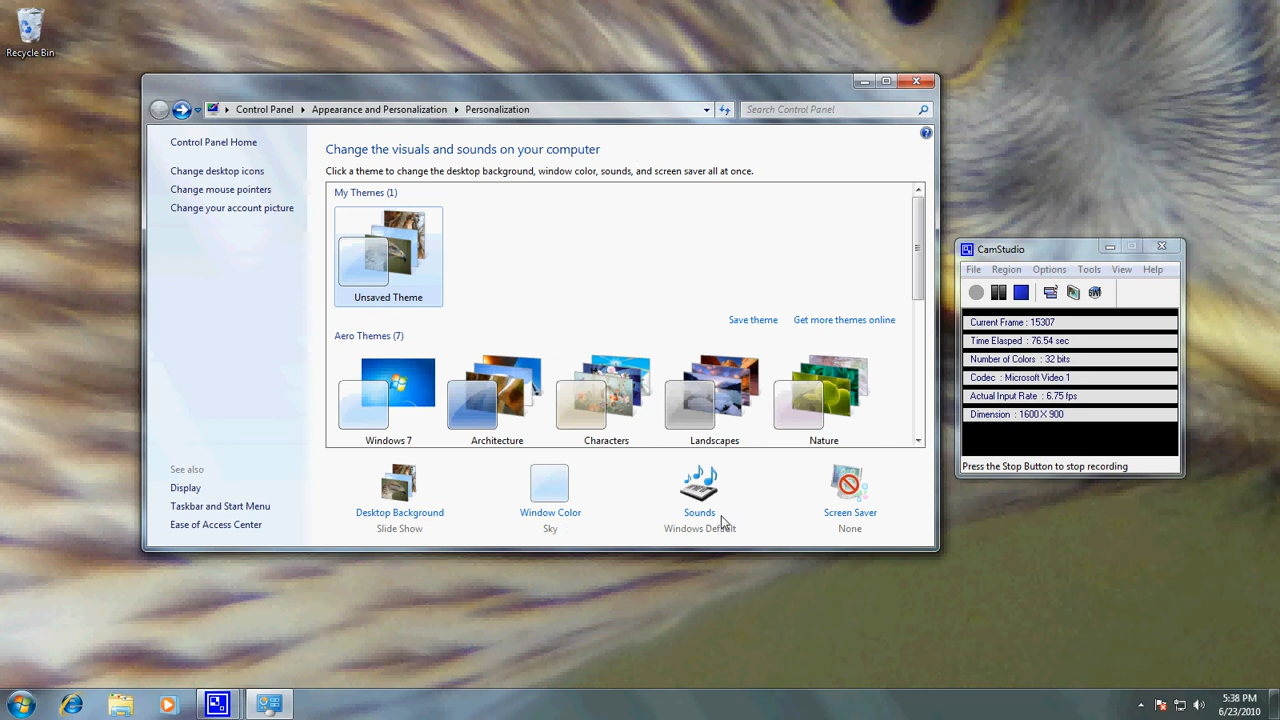 Recycle Bin
Control Panel
Appearance and Personalization
Personalization
Search Control Panel
Control Panel Home
Change desktop icons
Change mouse pointers
Change your account picture
See also
Display
Taskbar and Start Menu
Ease of Access Center
Change the visuals and sounds on your computer
Click a theme to change the desktop background, window color, sounds, and screen saver all at once.
My Themes (1)
Unsaved Theme
Save theme
Get more themes online
Aero Themes (7)
Windows 7
Architecture
Characters
Landscapes
Nature
Desktop Background
Slide Show
Window Color
Sky
Sounds
Windows Default
Screen Saver
None
CamStudio
File Region Options Tools View Help
Current Frame : 15307
Time Elasped : 76.54 sec
Number of Colors : 32 bits
Codec : Microsoft Video 1
Actual Input Rate : 6.75 fps
Dimension : 1600 X 900
Press the Stop Button to stop recording
5:38 PM
6/23/2010